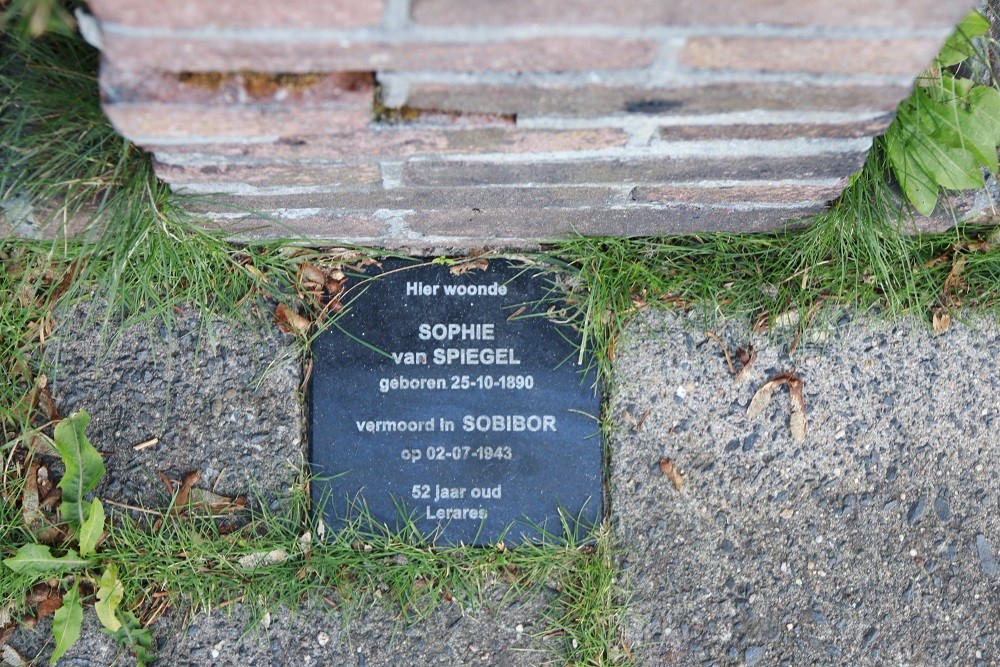 Hier woonde
SOPHIE
van SPIEGEL
geboren 25-10-1890
vermoord in SOBIBOR
op 02-07-1943
52 jaar oud
Lerares